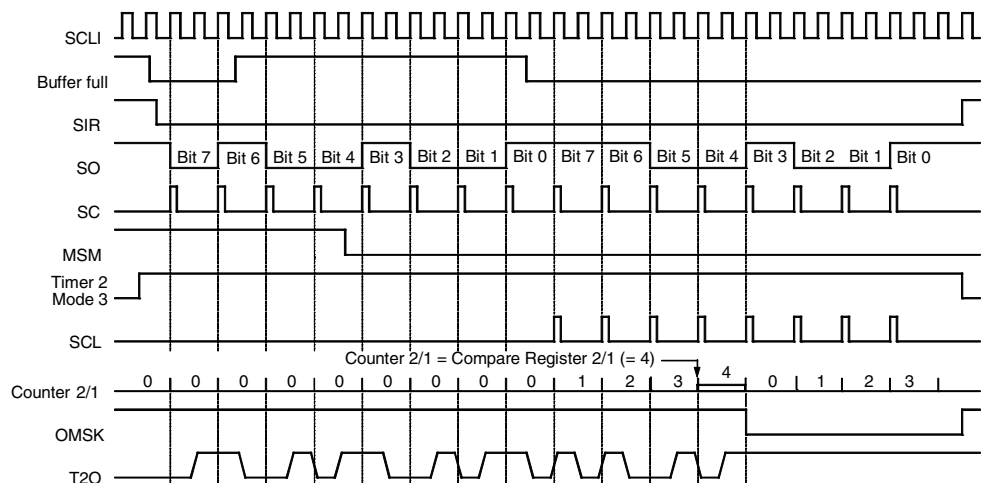 SCLI
Buffer full
SIR
Bit 7 Bit 6 Bit 5 Bit 4 Bit 3 Bit 2 Bit 1 Bit 0 Bit 7 Bit 6 Bit 5 Bit 4 Bit 3 Bit 2 Bit 1 Bit 0
SO
SC
MSM
Timer 2
Mode 3
SCL
Counter 2/1 = Compare Register 2/1 (= 4)
0 0 0 0 0 0 0 0 0 1 2 3 4 0 1 2 3
Counter 2/1
OMSK
T2O